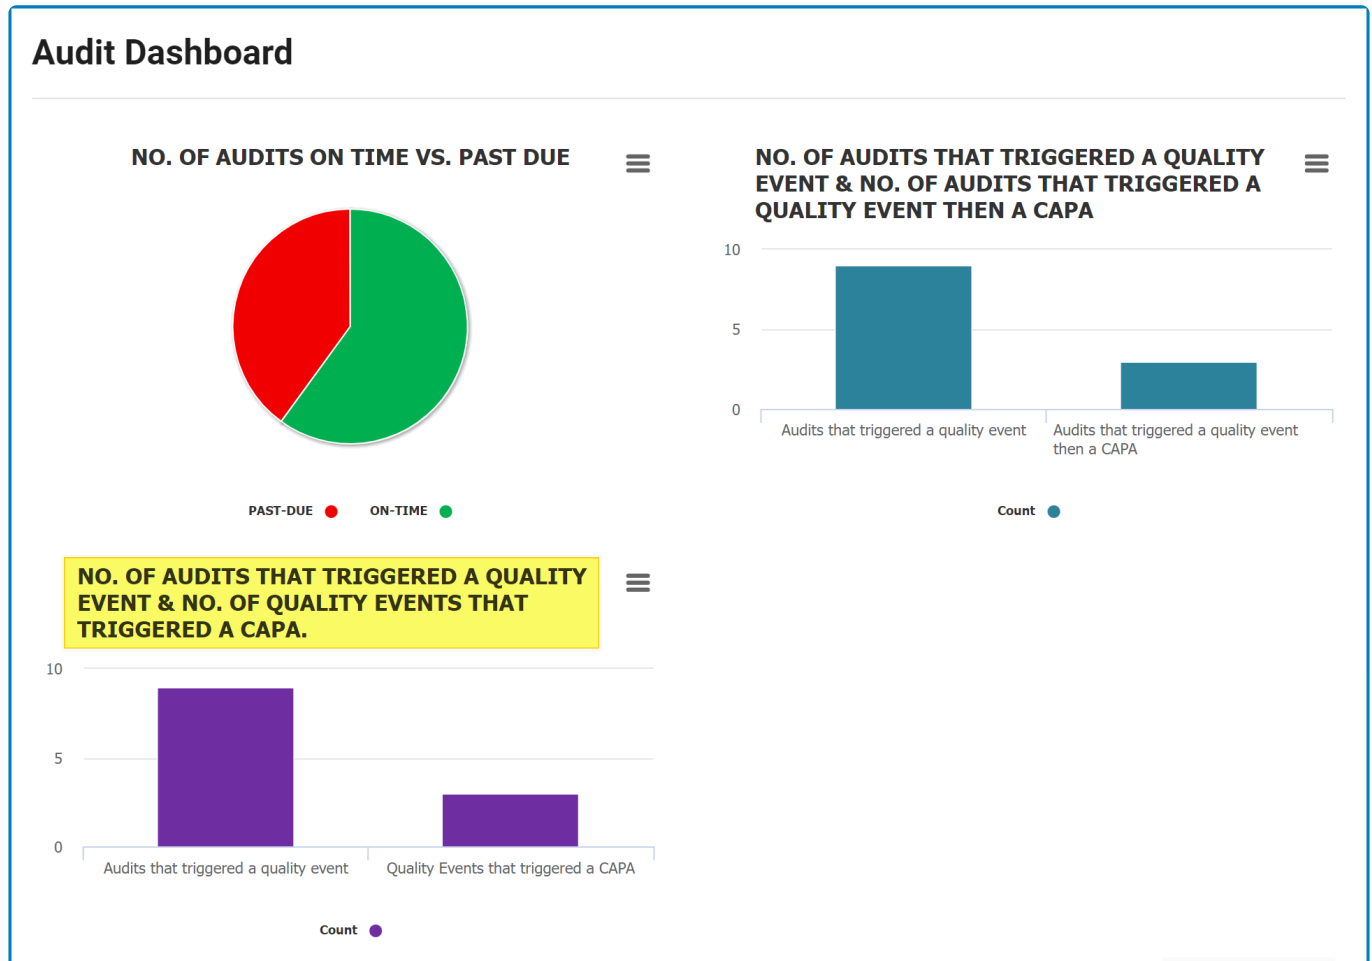 Audit Dashboard
NO. OF AUDITS ON TIME VS. PAST DUE
PAST-DUE
ON-TIME
NO. OF AUDITS THAT TRIGGERED A QUALITY
EVENT & NO. OF AUDITS THAT TRIGGERED A
QUALITY EVENT THEN A CAPA
10
5
0
Audits that triggered a quality event
Audits that triggered a quality event
then a CAPA
Count
NO. OF AUDITS THAT TRIGGERED A QUALITY
EVENT & NO. OF QUALITY EVENTS THAT
TRIGGERED A CAPA.
10
5
0
Audits that triggered a quality event
Quality Events that triggered a CAPA
Count